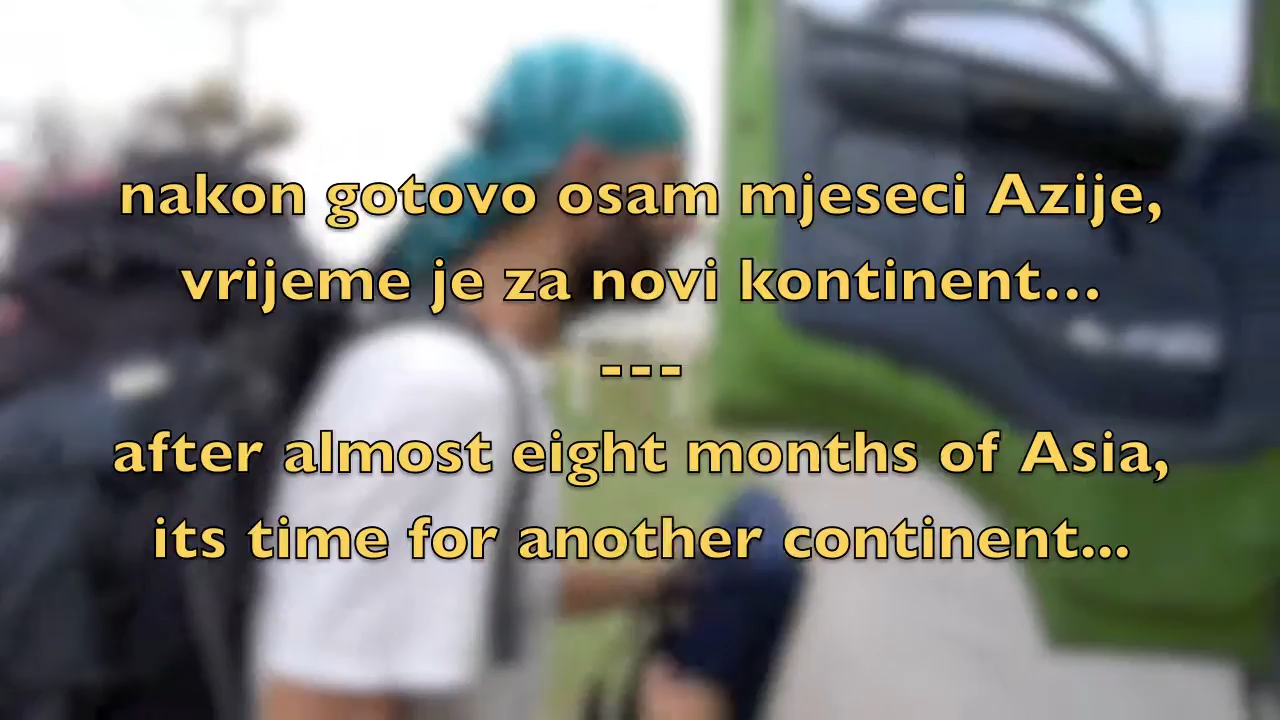 nakon gotovo osam mjeseci Azije,
vrijeme je za novi kontinent...
---
after almost eight months of Asia,
its time for another continent...